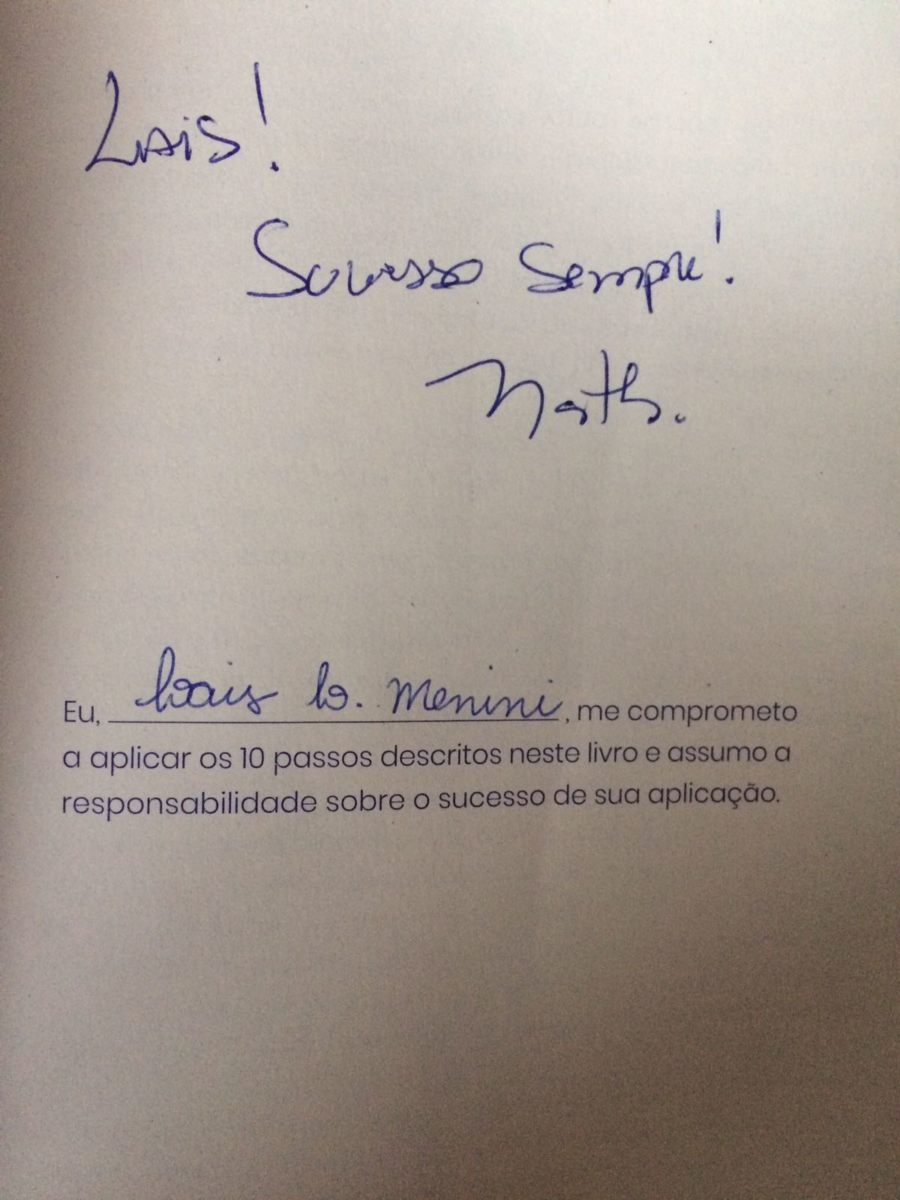 Lais!
Sucesso sempre!
Nath.
Eu, Lais L. Menini, me comprometo
a aplicar os 10 passos descritos neste livro e assumo a
responsabilidade sobre o sucesso de sua aplicação.